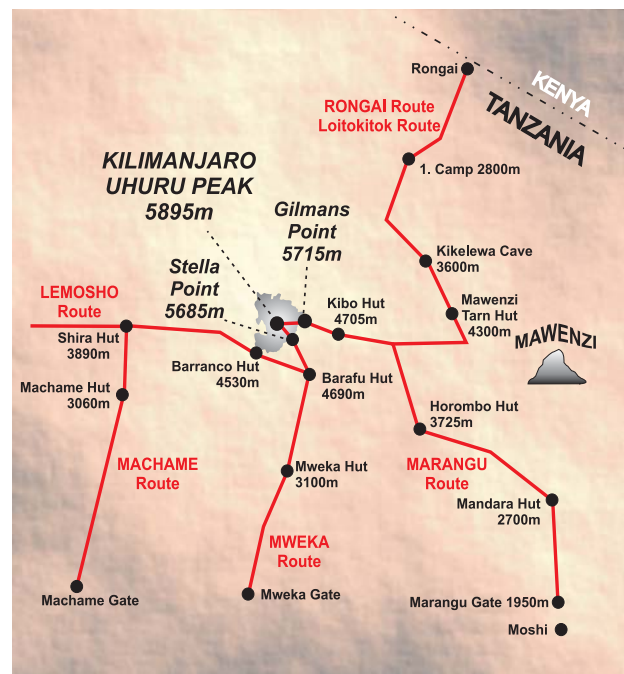 Rongai
KENYA
TANZANIA
RONGAI Route
Loitokitok Route
KILIMANJARO
UHURU PEAK
5895m
1. Camp 2800m
Gilmans
Point
5715m
Stella
Point
5685m
Kikelewa Cave
3600m
LEMOSHO
Route
Kibo Hut
4705m
Mawenzi
Tarn Hut
4300m
MAWENZI
Shira Hut
3890m
Barranco Hut
4530m
Barafu Hut
4690m
Machame Hut
3060m
Horombo Hut
3725m
MACHAME
Route
Mweka Hut
3100m
MARANGU
Route
Mandara Hut
2700m
MWEKA
Route
Machame Gate
Mweka Gate
Marangu Gate 1950m
Moshi